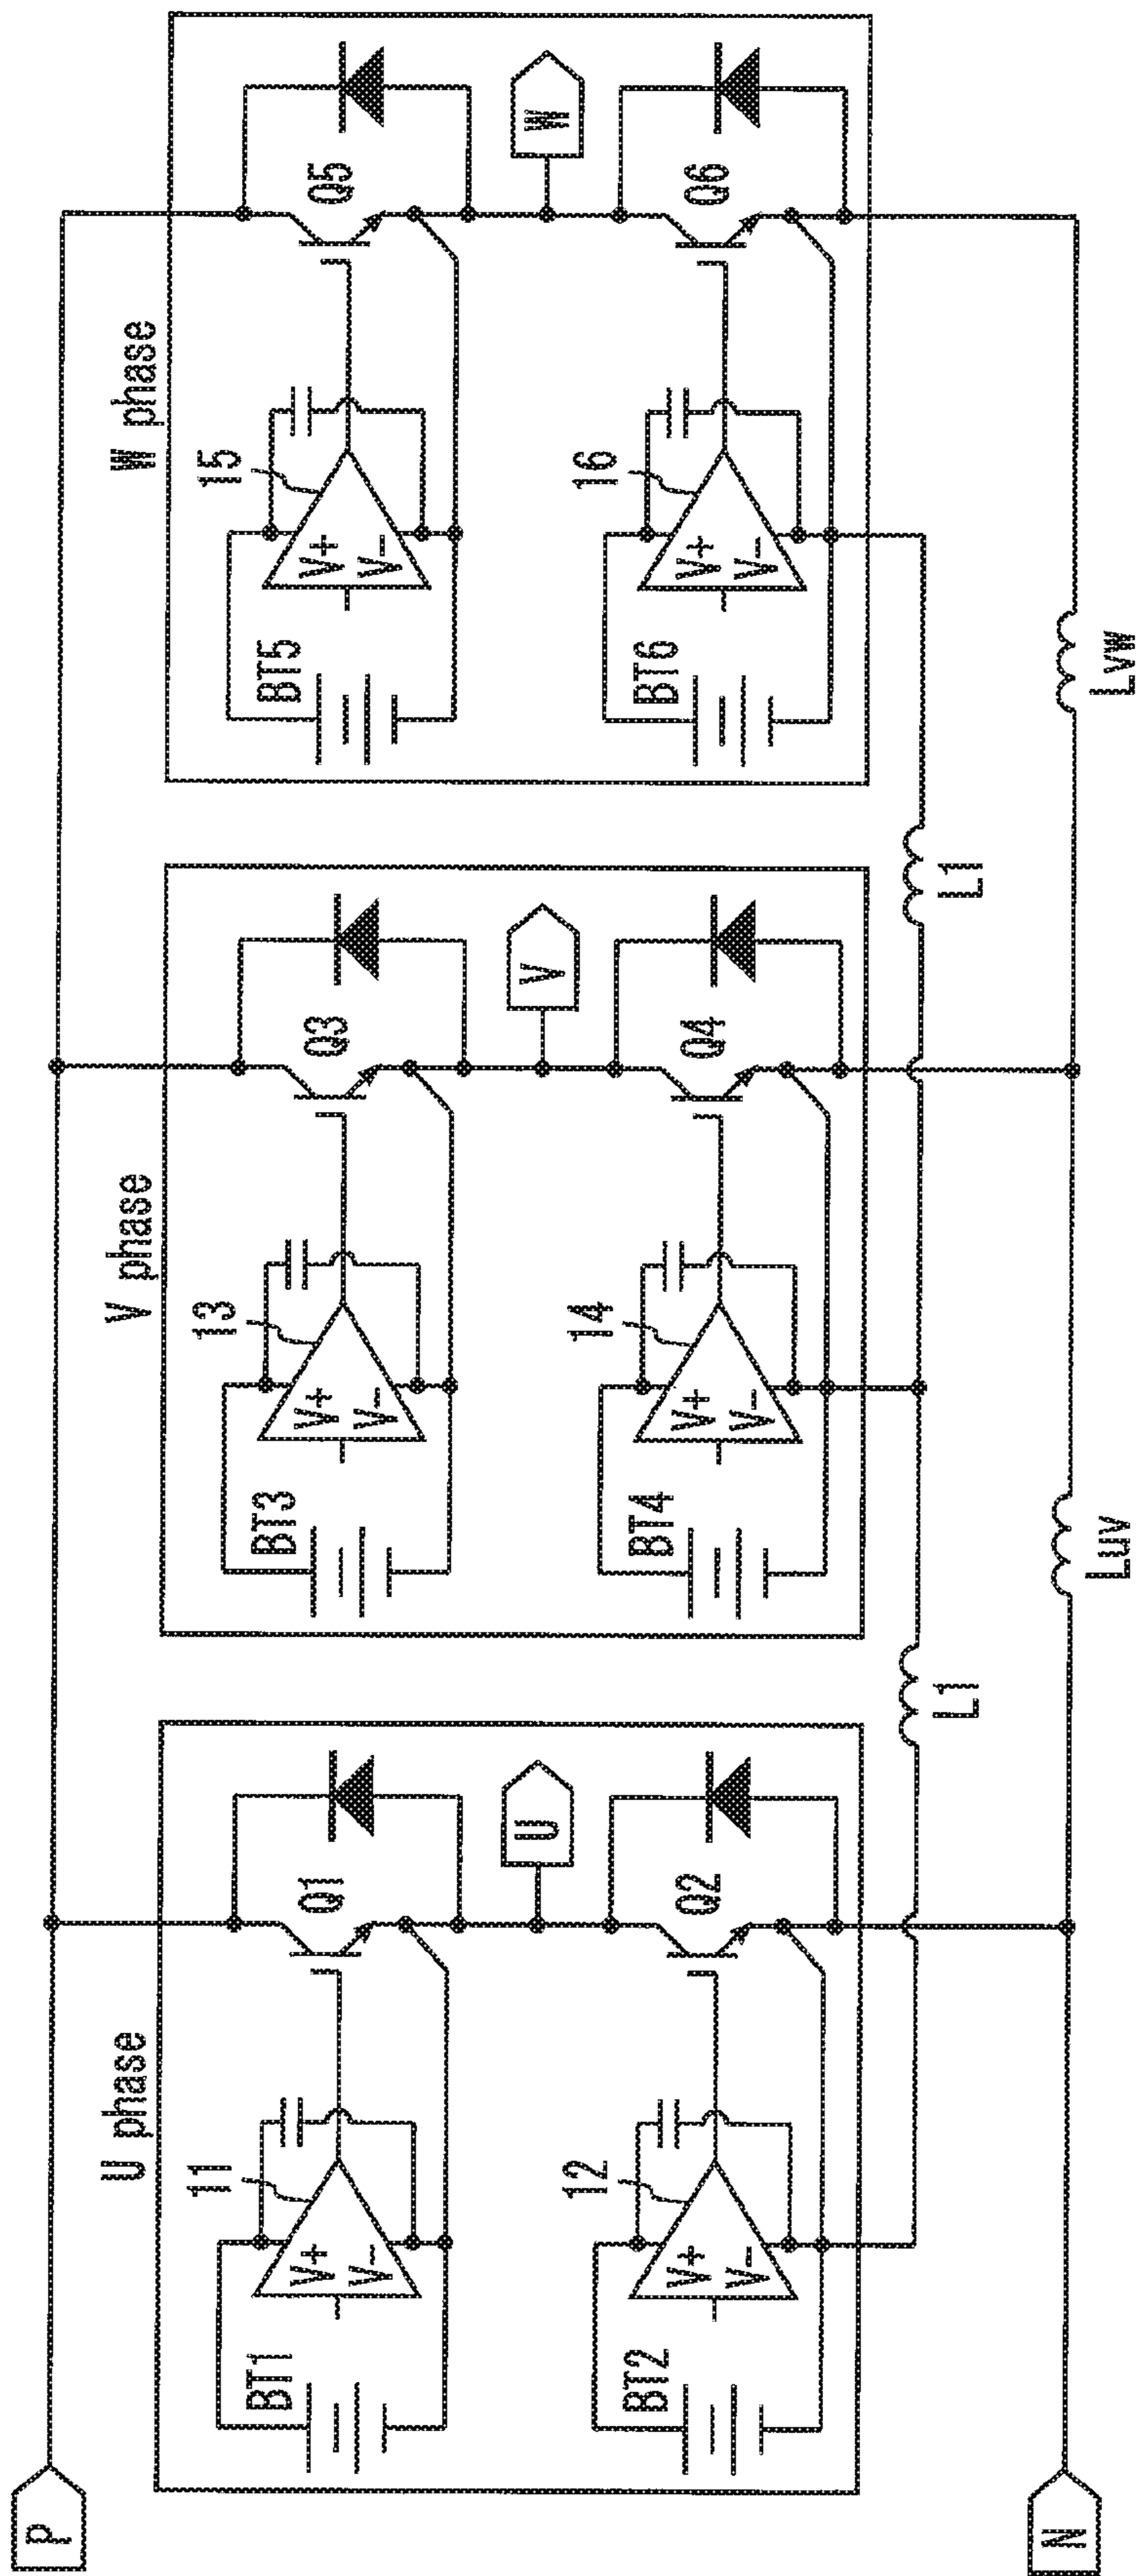 P
N
U phase
BT1
11
V+
V-
Q1
U
BT2
12
V+
V-
Q2
V phase
BT3
13
V+
V-
Q3
V
BT4
14
V+
V-
Q4
W phase
BT5
15
V+
V-
Q5
W
BT6
16
V+
V-
Q6
L1
L1
Luv
Lvw